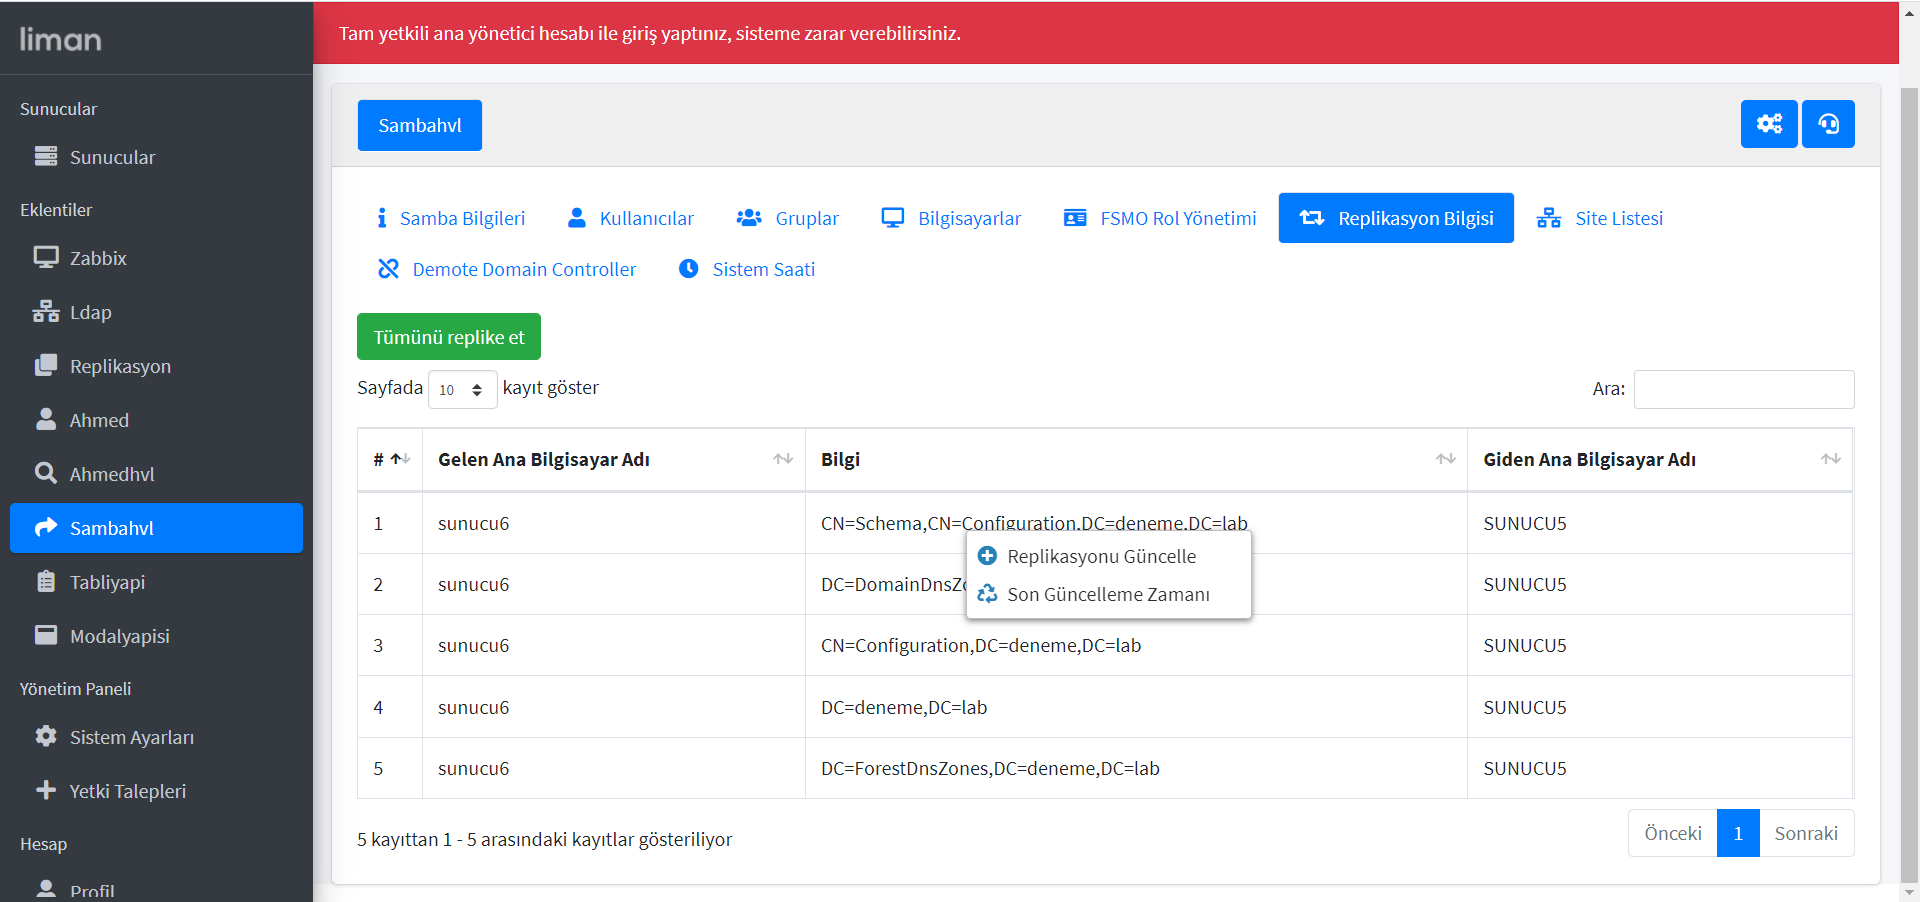 liman
Tam yetkili ana yönetici hesabı ile giriş yaptınız, sisteme zarar verebilirsiniz.
Sunucular
Sunucular
Eklentiler
Zabbix
Ldap
Replikasyon
Ahmed
Ahmedhvl
Sambahvl
Tabliyapi
Modalyapisi
Yönetim Paneli
Sistem Ayarları
Yetki Talepleri
Hesap
Profil
Sambahvl
Samba Bilgileri Kullanıcılar Gruplar Bilgisayarlar FSMO Rol Yönetimi Replikasyon Bilgisi Site Listesi
Demote Domain Controller Sistem Saati
Tümünü replike et
Sayfada 10 kayıt göster Ara:
# Gelen Ana Bilgisayar Adı Bilgi Giden Ana Bilgisayar Adı
1 sunucu6 CN=Schema,CN=Configuration,DC=deneme,DC=lab SUNUCU5
Replikasyonu Güncelle
Son Güncelleme Zamanı
2 sunucu6 SUNUCU5
3 sunucu6 CN=Configuration,DC=deneme,DC=lab SUNUCU5
4 sunucu6 DC=deneme,DC=lab SUNUCU5
5 sunucu6 DC=ForestDnsZones,DC=deneme,DC=lab SUNUCU5
5 kayıttan 1 - 5 arasındaki kayıtlar gösteriliyor Önceki 1 Sonraki